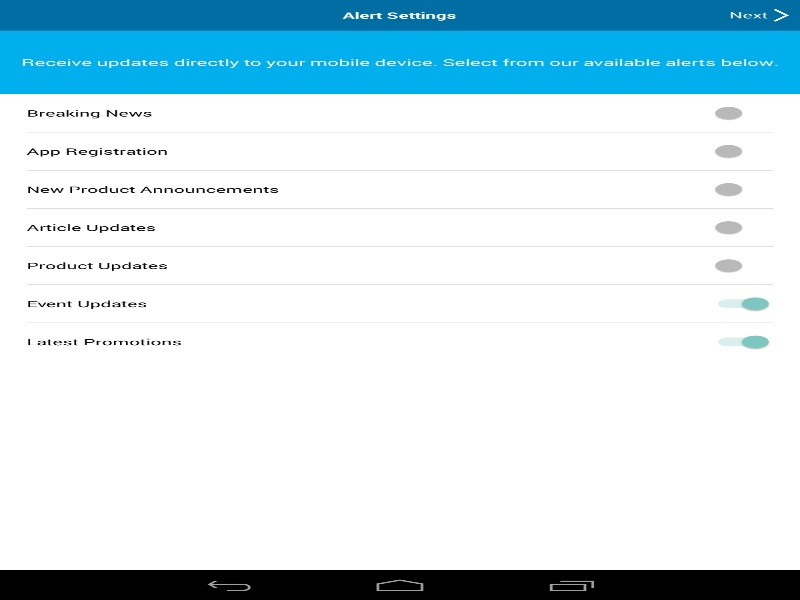 Alert Settings
Next
Receive updates directly to your mobile device. Select from our available alerts below.
Breaking News
App Registration
New Product Announcements
Article Updates
Product Updates
Event Updates
Latest Promotions